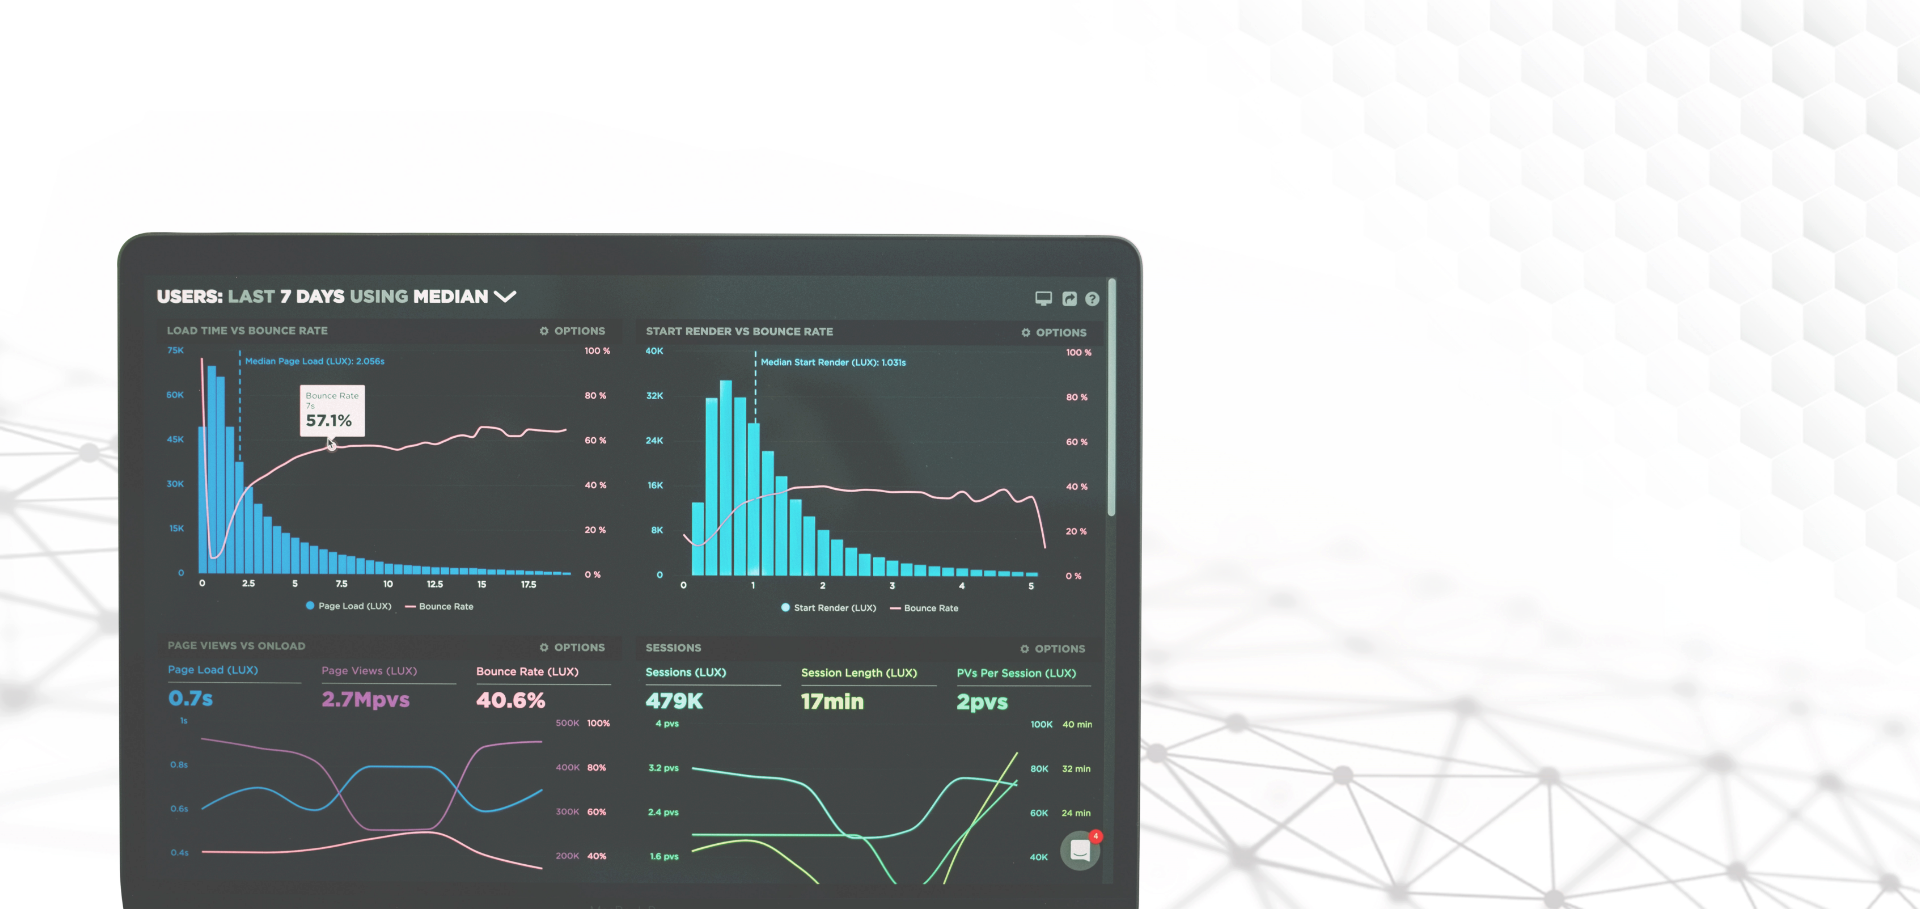 USERS: LAST 7 DAYS USING MEDIAN
LOAD TIME VS BOUNCE RATE
OPTIONS
75K
60K
45K
30K
15K
0
Median Page Load (LUX): 2.056s
Bounce Rate
7s
57.1%
100 %
80 %
60 %
40 %
20 %
0 %
0 2.5 5 7.5 10 12.5 15 17.5
Page Load (LUX) Bounce Rate
START RENDER VS BOUNCE RATE
OPTIONS
40K
32K
24K
16K
8K
0
Median Start Render (LUX): 1.031s
100 %
80 %
60 %
40 %
20 %
0 %
0 1 2 3 4 5
Start Render (LUX) Bounce Rate
PAGE VIEWS VS ONLOAD
OPTIONS
Page Load (LUX)
0.7s
Page Views (LUX)
2.7Mpvs
Bounce Rate (LUX)
40.6%
1s
0.8s
0.6s
0.4s
500K 100%
400K 80%
300K 60%
200K 40%
SESSIONS
OPTIONS
Sessions (LUX)
479K
Session Length (LUX)
17min
PVs Per Session (LUX)
2pvs
4 pvs
3.2 pvs
2.4 pvs
1.6 pvs
100K 40 min
80K 32 min
60K 24 min
40K
4